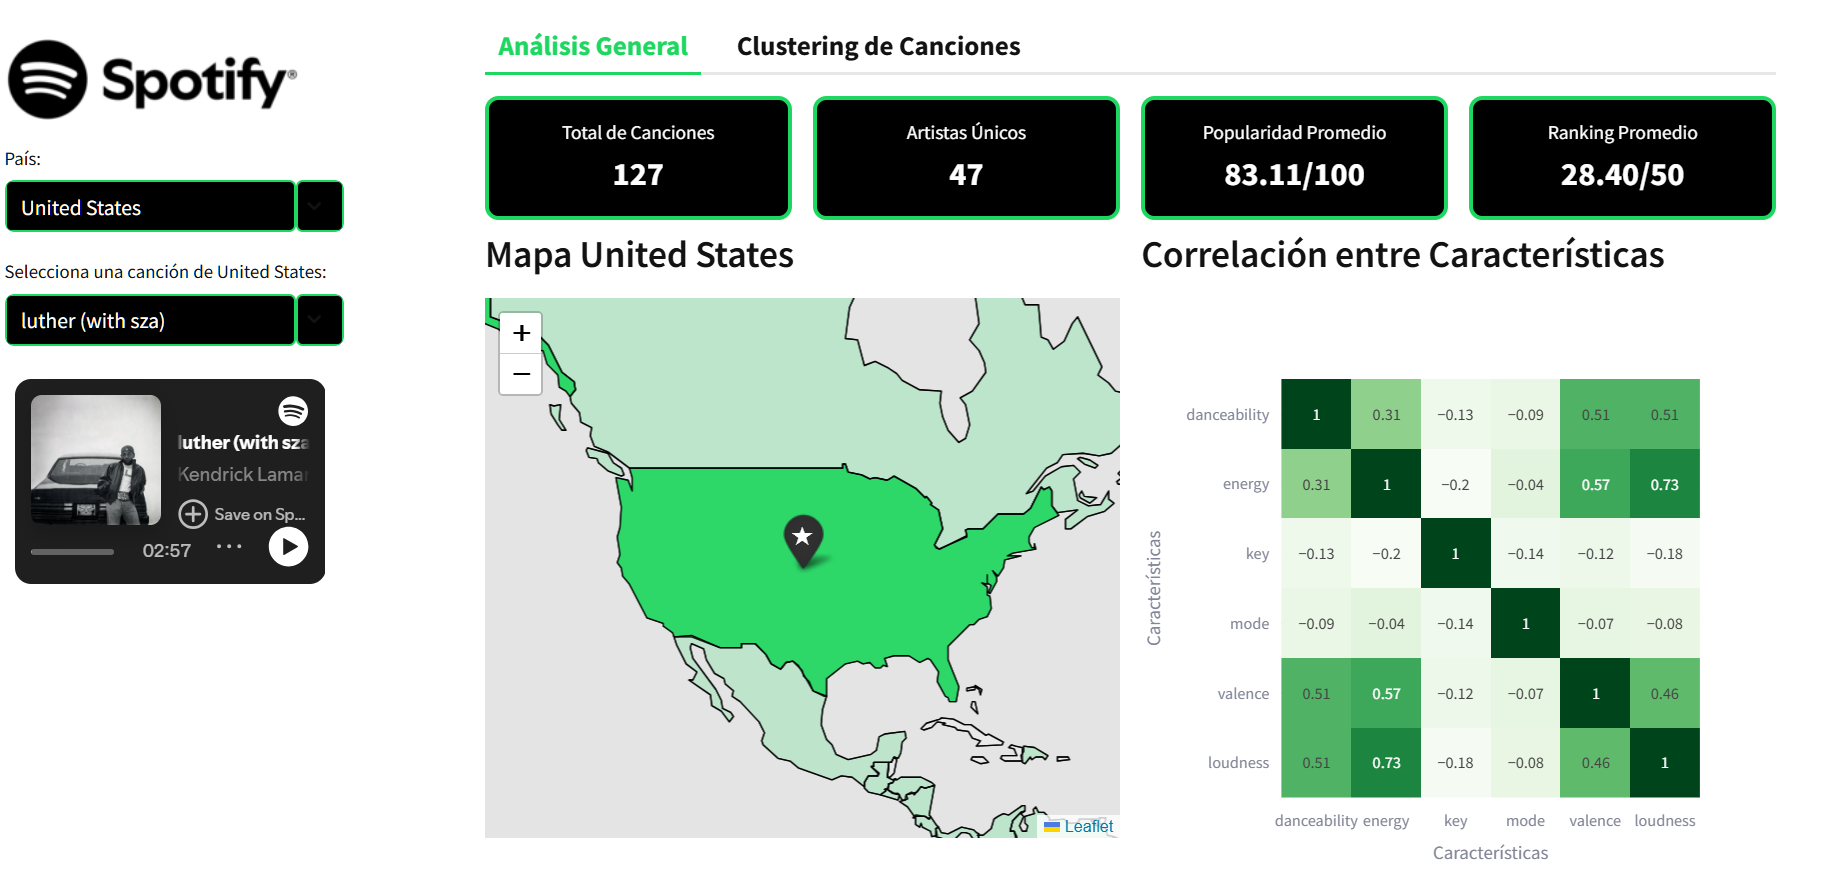 Spotify®
País:
United States
Selecciona una canción de United States:
luther (with sza)
luther (with sza
Kendrick Lamar
Save on Sp...
02:57
Análisis General
Clustering de Canciones
Total de Canciones
127
Artistas Únicos
47
Popularidad Promedio
83.11/100
Ranking Promedio
28.40/50
Mapa United States
+
−
Leaflet
Correlación entre Características
Características
danceability 1 0.31 −0.13 −0.09 0.51 0.51
energy 0.31 1 −0.2 −0.04 0.57 0.73
key −0.13 −0.2 1 −0.14 −0.12 −0.18
mode −0.09 −0.04 −0.14 1 −0.07 −0.08
valence 0.51 0.57 −0.12 −0.07 1 0.46
loudness 0.51 0.73 −0.18 −0.08 0.46 1
danceability energy key mode valence loudness
Características